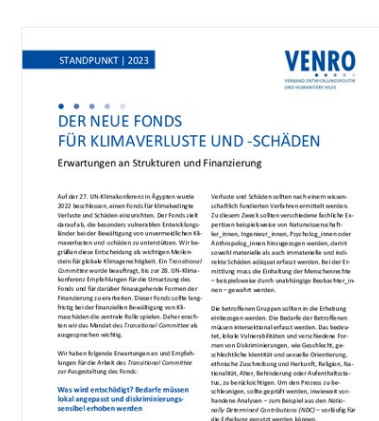 STANDPUNKT | 2023
VENRO
VERBAND ENTWICKLUNGSPOLITIK
UND HUMANITÄRE HILFE
DER NEUE FONDS
FÜR KLIMAVERLUSTE UND -SCHÄDEN
Erwartungen an Strukturen und Finanzierung
Auf der 27. UN-Klimakonferenz in Ägypten wurde
2022 beschlossen, einen Fonds für klimabedingte
Verluste und Schäden einzurichten. Der Fonds zielt
darauf ab, die besonders vulnerablen Entwicklungs-
länder bei der Bewältigung von unvermeidlichen Kli-
maverlusten und -schäden zu unterstützen. Wir be-
grüßen diese Entscheidung als wichtigen Meilen-
stein für globale Klimagerechtigkeit. Ein Transitional
Committee wurde beauftragt, bis zur 28. UN-Klima-
konferenz Empfehlungen für die Umsetzung des
Fonds und für darüber hinausgehende Formen der
Finanzierung zu erarbeiten. Dieser Fonds sollte lang-
fristig bei der finanziellen Bewältigung von Kli-
maschäden die zentrale Rolle spielen. Daher erach-
ten wir das Mandat des Transitional Committee als
ausgesprochen wichtig.
Wir haben folgende Erwartungen an und Empfeh-
lungen für die Arbeit des Transitional Committee
zur Ausgestaltung des Fonds:
Was wird entschädigt? Bedarfe müssen
lokal angepasst und diskriminierungs-
sensibel erhoben werden
Verluste und Schäden sollten nach einem wissen-
schaftlich fundierten Verfahren ermittelt werden.
Zu diesem Zweck sollten verschiedene fachliche Ex-
pertisen beispielsweise von Naturwissenschaft-
ler_innen, Ingenieur_innen, Psycholog_innen oder
Anthropolog_innen hinzugezogen werden, damit
sowohl materielle als auch immaterielle und indi-
rekte Schäden adäquat erfasst werden. Bei der Er-
mittlung muss die Einhaltung der Menschenrechte
– beispielsweise durch unabhängige Beobachter_in-
nen – gewahrt werden.
Die betroffenen Gruppen sollten in die Erhebung
einbezogen werden. Die Bedarfe der Betroffenen
müssen intersektional erfasst werden. Das bedeu-
tet, lokale Vulnerabilitäten und verschiedene For-
men von Diskriminierungen, wie Geschlecht, ge-
schlechtliche Identität und sexuelle Orientierung,
ethnische Zuschreibung und Herkunft, Religion, Na-
tionalität, Alter, Behinderung oder Aufenthaltssta-
tus, zu berücksichtigen. Um den Prozess zu be-
schleunigen, sollte geprüft werden, inwieweit vor-
handene Analysen – zum Beispiel aus den Natio-
nally Determined Contributions (NDC) – vorläufig für
die Erhebung genutzt werden können.